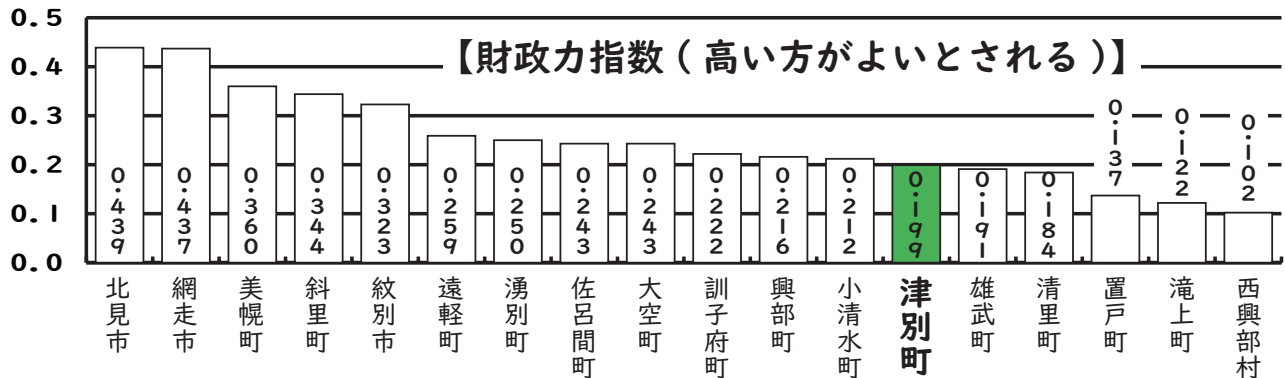 【財政力指数（高い方がよいとされる）】
0.5
0.4
0.3
0.2
0.1
0.0
0.439
0.437
0.360
0.344
0.323
0.259
0.250
0.243
0.243
0.222
0.216
0.212
0.199
0.191
0.184
0.137
0.122
0.102
北見市
網走市
美幌町
斜里町
紋別市
遠軽町
湧別町
佐呂間町
大空町
訓子府町
興部町
小清水町
津別町
雄武町
清里町
置戸町
滝上町
西興部村